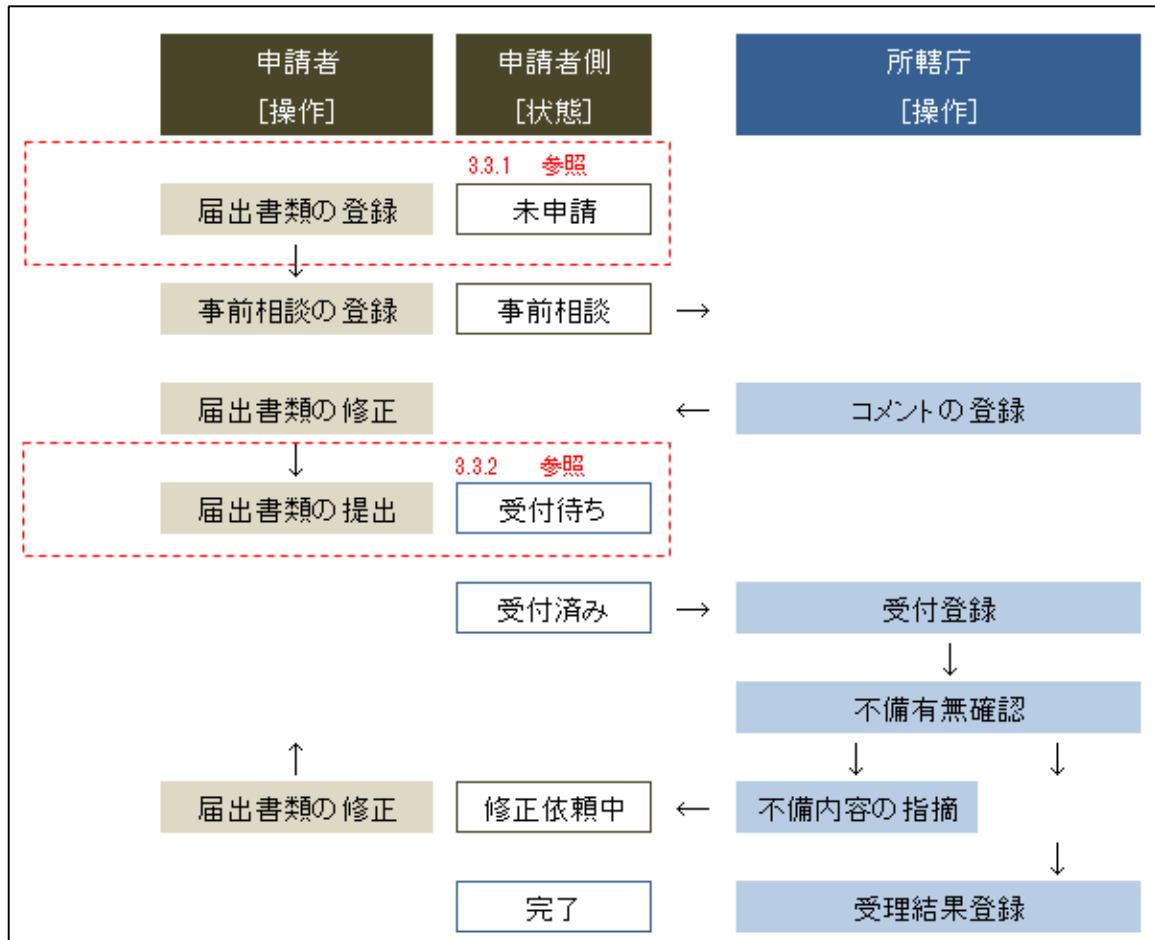 申請者
[操作]
申請者側
[状態]
所轄庁
[操作]
3.3.1 参照
届出書類の登録
未申請
↓
事前相談の登録
事前相談
→
届出書類の修正
←
コメントの登録
↓
3.3.2 参照
届出書類の提出
受付待ち
受付済み
→
受付登録
↓
不備有無確認
↑
↓
↓
届出書類の修正
修正依頼中
←
不備内容の指摘
↓
完了
受理結果登録